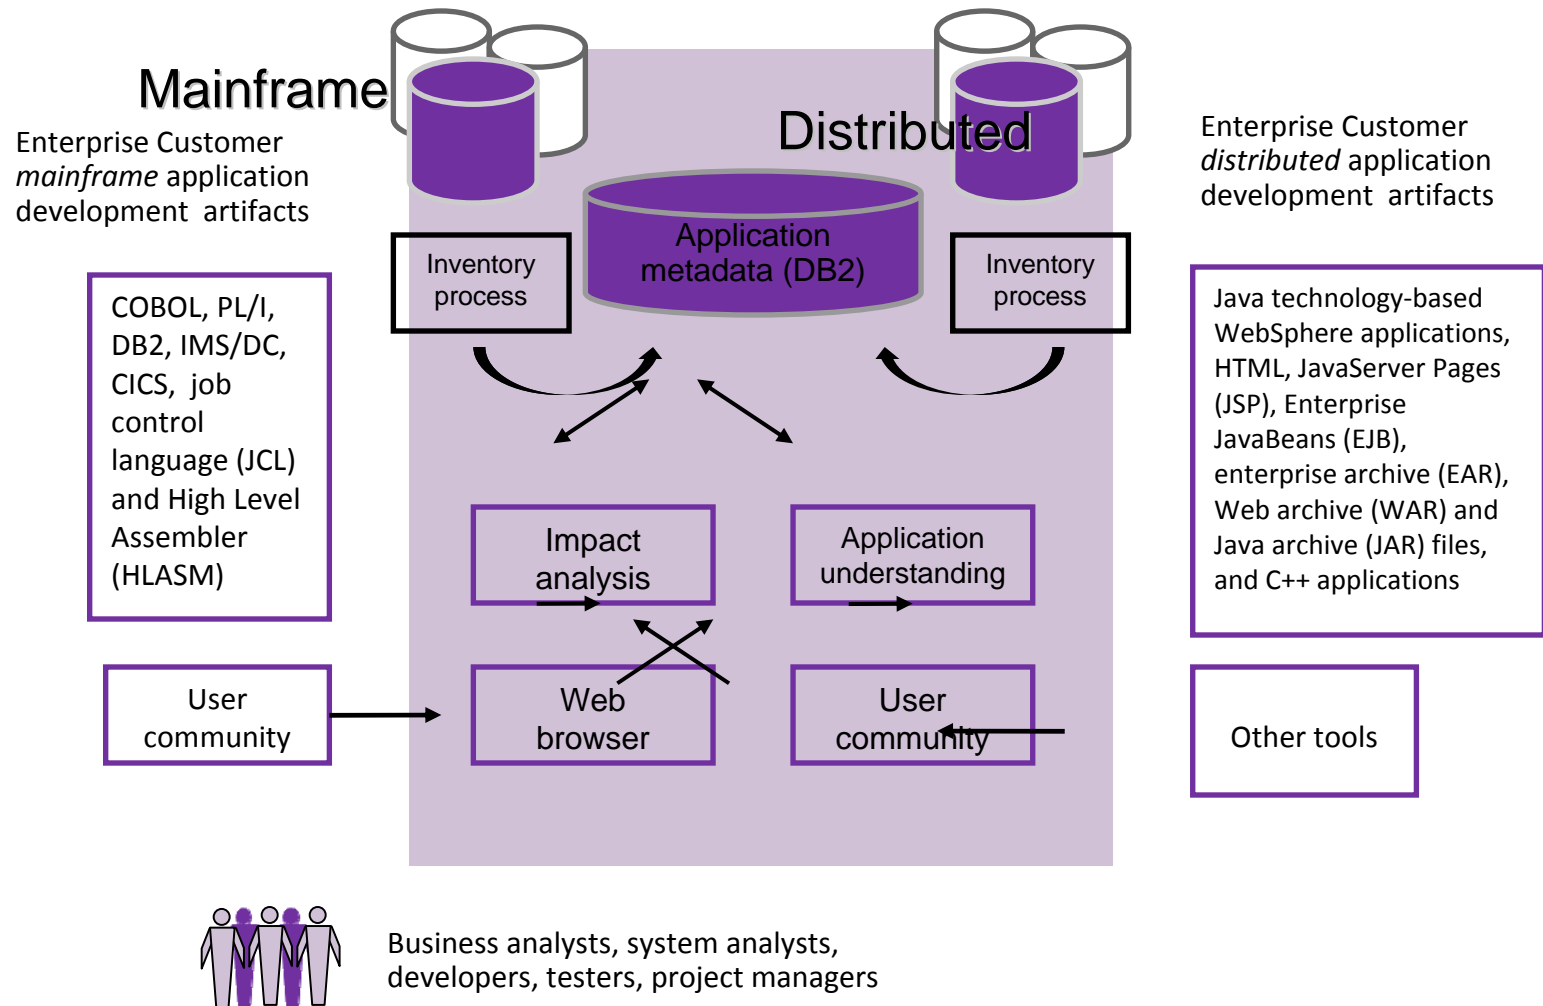 Mainframe
Distributed
Enterprise Customer
mainframe application
development artifacts
Enterprise Customer
distributed application
development artifacts
Application
metadata (DB2)
Inventory
process
Inventory
process
COBOL, PL/I,
DB2, IMS/DC,
CICS, job
control
language (JCL)
and High Level
Assembler
(HLASM)
Java technology-based
WebSphere applications,
HTML, JavaServer Pages
(JSP), Enterprise
JavaBeans (EJB),
enterprise archive (EAR),
Web archive (WAR) and
Java archive (JAR) files,
and C++ applications
Impact
analysis
Application
understanding
User
community
Web
browser
User
community
Other tools
Business analysts, system analysts,
developers, testers, project managers